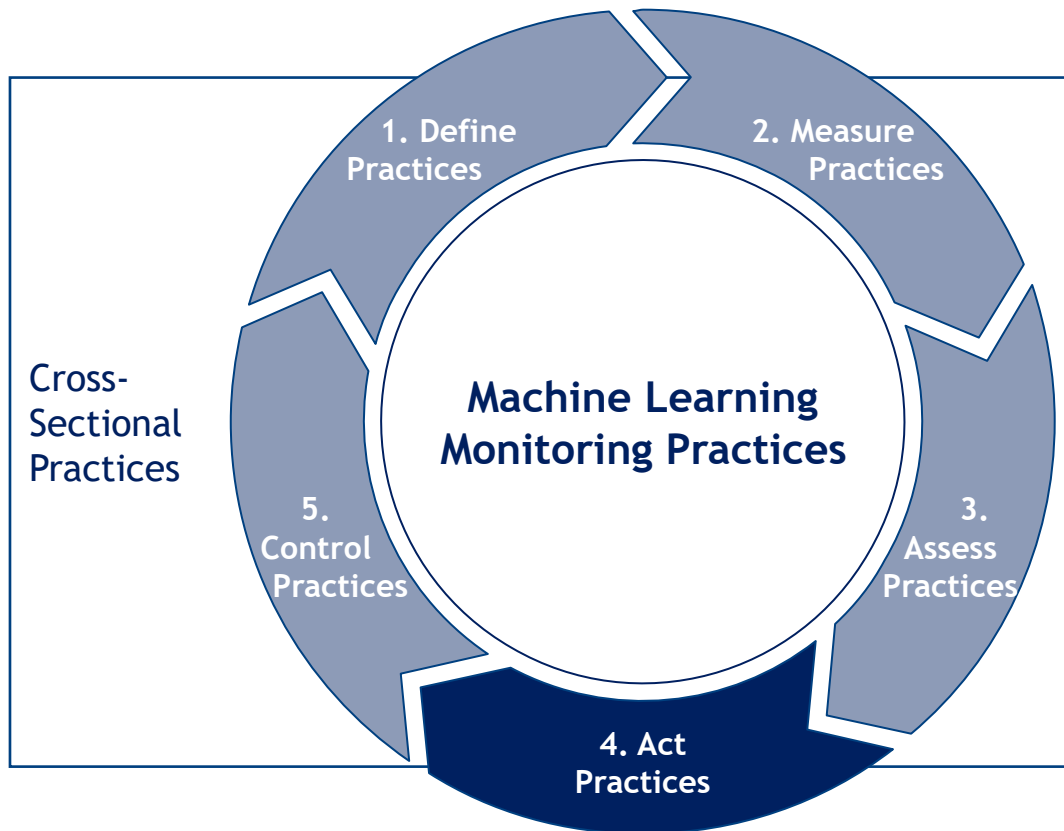 1. Define
Practices
2. Measure
Practices
Cross-
Sectional
Practices
Machine Learning
Monitoring Practices
3.
Assess
Practices
4. Act
Practices
5.
Control
Practices